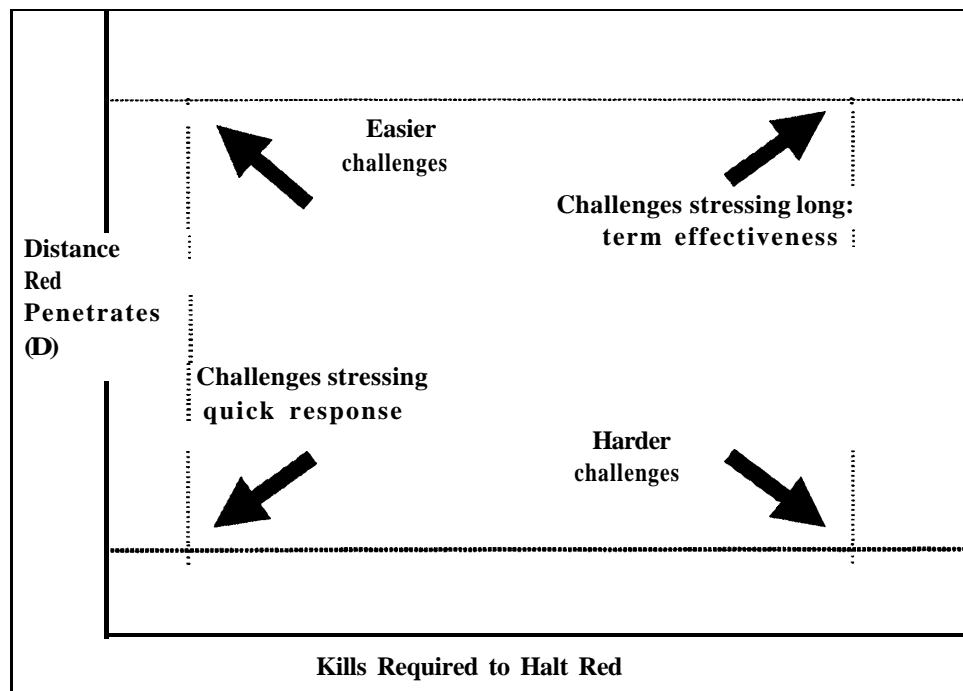 Easier
challenges
Challenges stressing long:
term effectiveness
Distance
Red
Penetrates
(D)
Challenges stressing
quick response
Harder
challenges
Kills Required to Halt Red